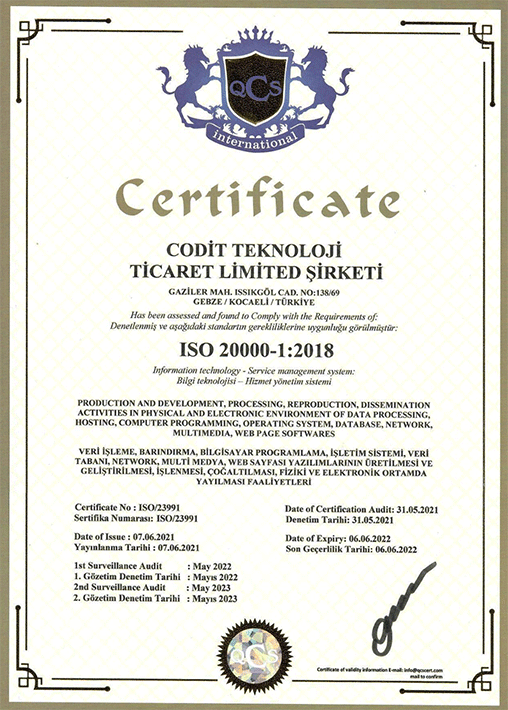 QCS
international
Certificate
CODİT TEKNOLOJİ
TİCARET LİMİTED ŞİRKETİ
GAZİLER MAH. ISSIKGÖL CAD. NO:138/69
GEBZE / KOCAELİ / TÜRKİYE
Has been assessed and found to Comply with the Requirements of:
Denetlenmiş ve aşağıdaki standartın gerekliliklerine uygunluğu görülmüştür:
ISO 20000-1:2018
Information technology - Service management system:
Bilgi teknolojisi – Hizmet yönetim sistemi
PRODUCTION AND DEVELOPMENT, PROCESSING, REPRODUCTION, DISSEMINATION
ACTIVITIES IN PHYSICAL AND ELECTRONIC ENVIRONMENT OF DATA PROCESSING,
HOSTING, COMPUTER PROGRAMMING, OPERATING SYSTEM, DATABASE, NETWORK,
MULTIMEDIA, WEB PAGE SOFTWARES
VERİ İŞLEME, BARINDIRMA, BİLGİSAYAR PROGRAMLAMA, İŞLETİM SİSTEMİ, VERİ
TABANI, NETWORK, MULTİ MEDYA, WEB SAYFASI YAZILIMLARININ ÜRETİLMESİ VE
GELİŞTİRİLMESİ, İŞLENMESİ, ÇOĞALTILMASI, FİZİKİ VE ELEKTRONİK ORTAMDA
YAYILMASI FAALİYETLERİ
Certificate No : ISO/23991
Sertifika Numarası: ISO/23991
Date of Certification Audit: 31.05.2021
Denetim Tarihi: 31.05.2021
Date of Issue : 07.06.2021
Yayınlanma Tarihi : 07.06.2021
Date of Expiry: 06.06.2022
Son Geçerlilik Tarihi: 06.06.2022
1st Surveillance Audit : May 2022
1. Gözetim Denetim Tarihi : Mayıs 2022
2nd Surveillance Audit : May 2023
2. Gözetim Denetim Tarihi : Mayıs 2023
QCS
Certificate of validity information E-mail: info@qcscert.com
mail to confirm